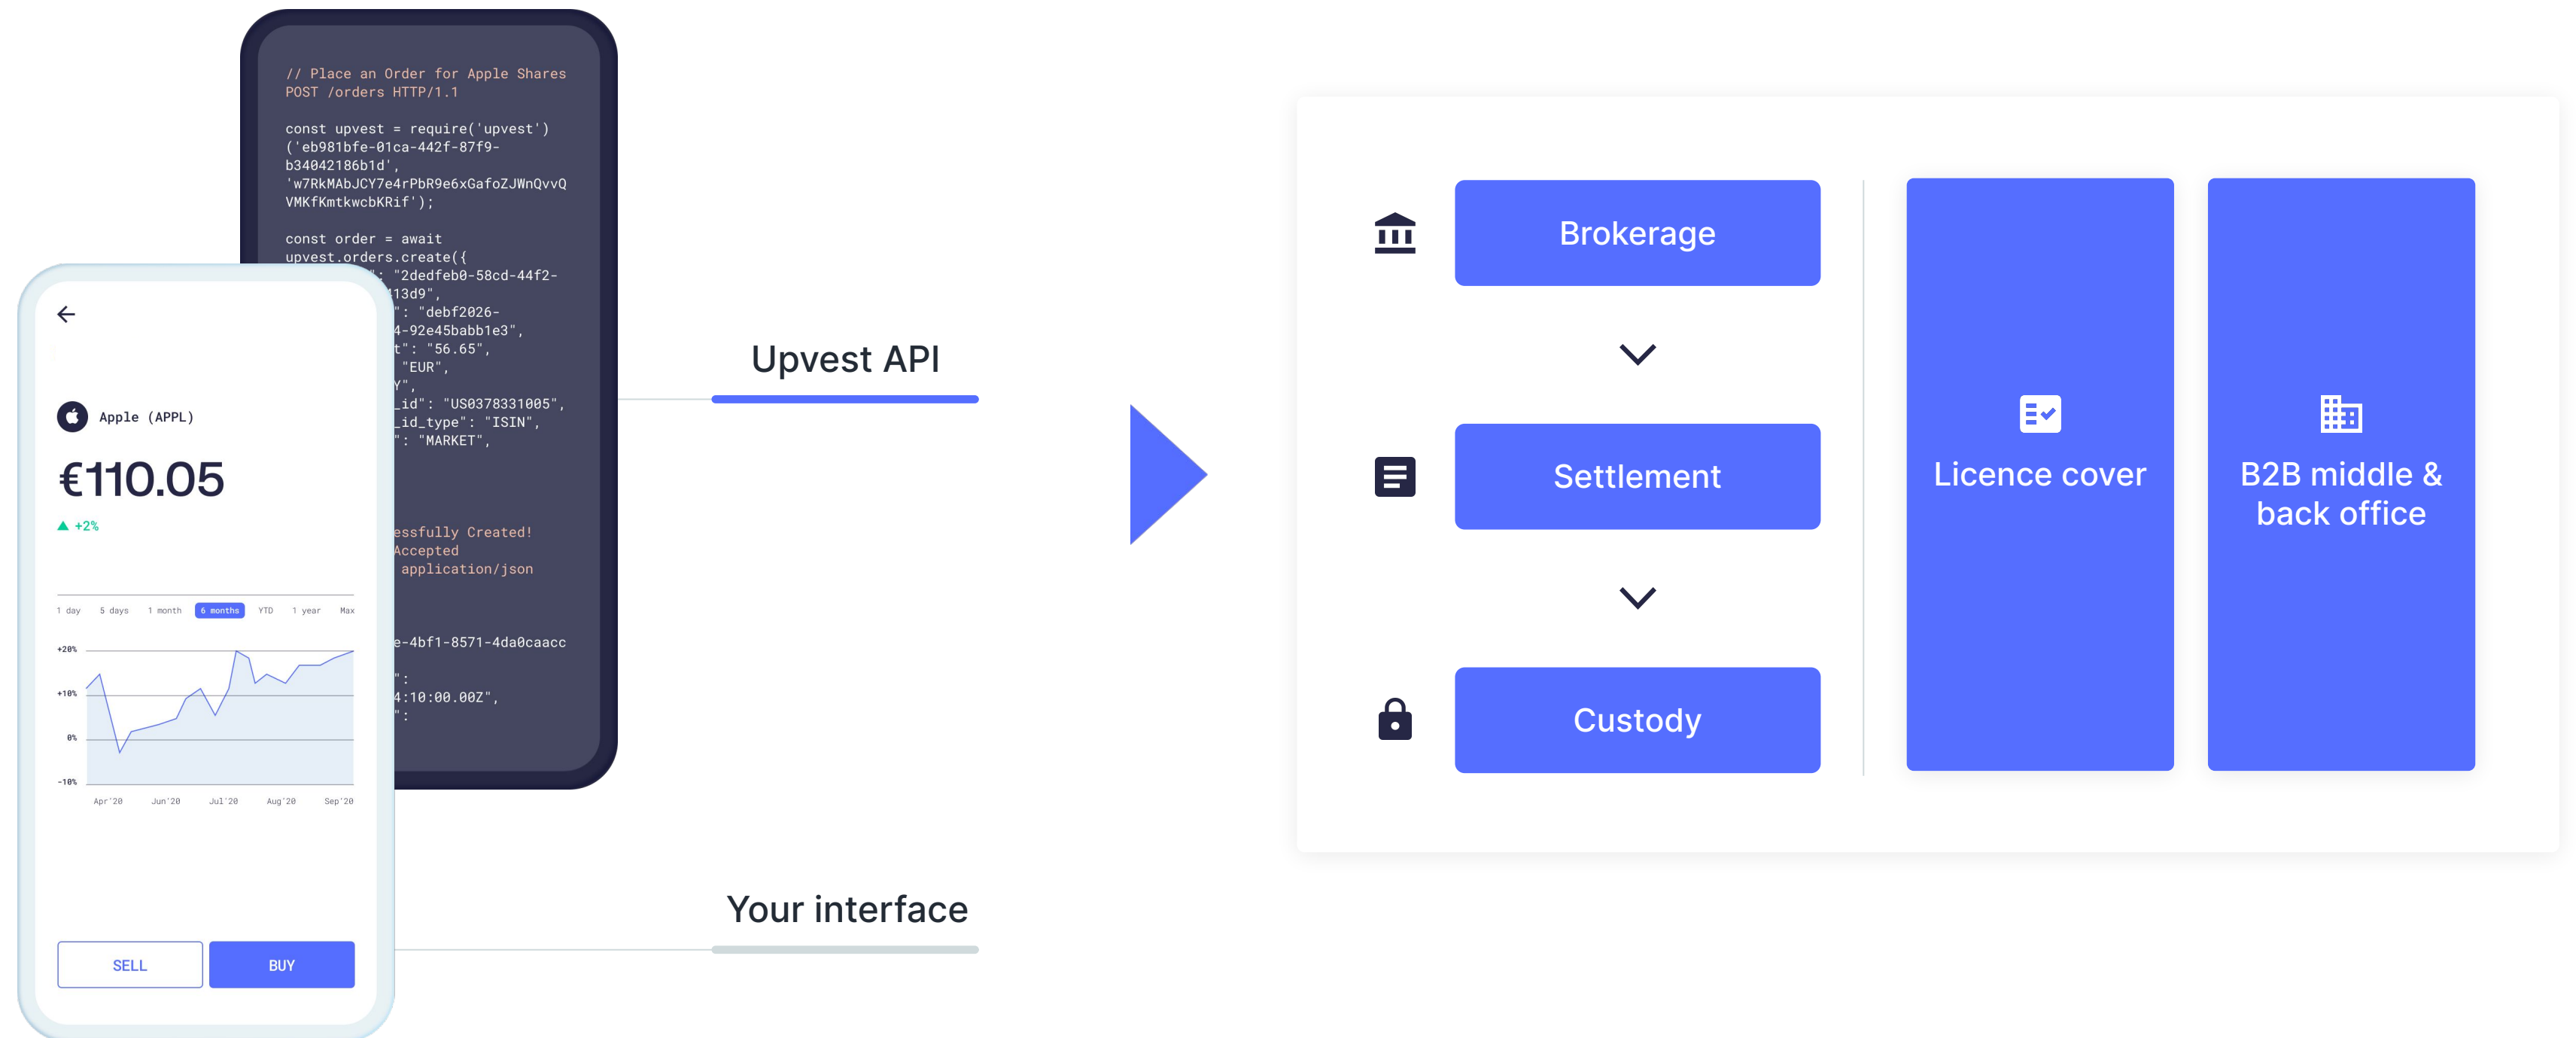 // Place an Order for Apple Shares
POST /orders HTTP/1.1
const upvest = require('upvest')
('eb981bfe-01ca-442f-87f9-
b34042186b1d',
'w7RkMAbJCY7e4rPbR9e6xGafoZJWnQvvQ
VMKfKmtkwcbKRif');
const order = await
upvest.orders.create({
": "2dedfeb0-58cd-44f2-
13d9",
": "debf2026-
4-92e45babb1e3",
t": "56.65",
"EUR",
Y",
_id": "US0378331005",
_id_type": "ISIN",
": "MARKET",
essfully Created!
Accepted
application/json
e-4bf1-8571-4da0caacc
":
4:10:00.00Z",
":
Apple (APPL)
€110.05
+2%
1 day 5 days 1 month 6 months YTD 1 year Max
+20%
+10%
0%
-10%
Apr'20 Jun'20 Jul'20 Aug'20 Sep'20
SELL BUY
Upvest API
Your interface
Brokerage
Settlement
Custody
Licence cover
B2B middle &
back office